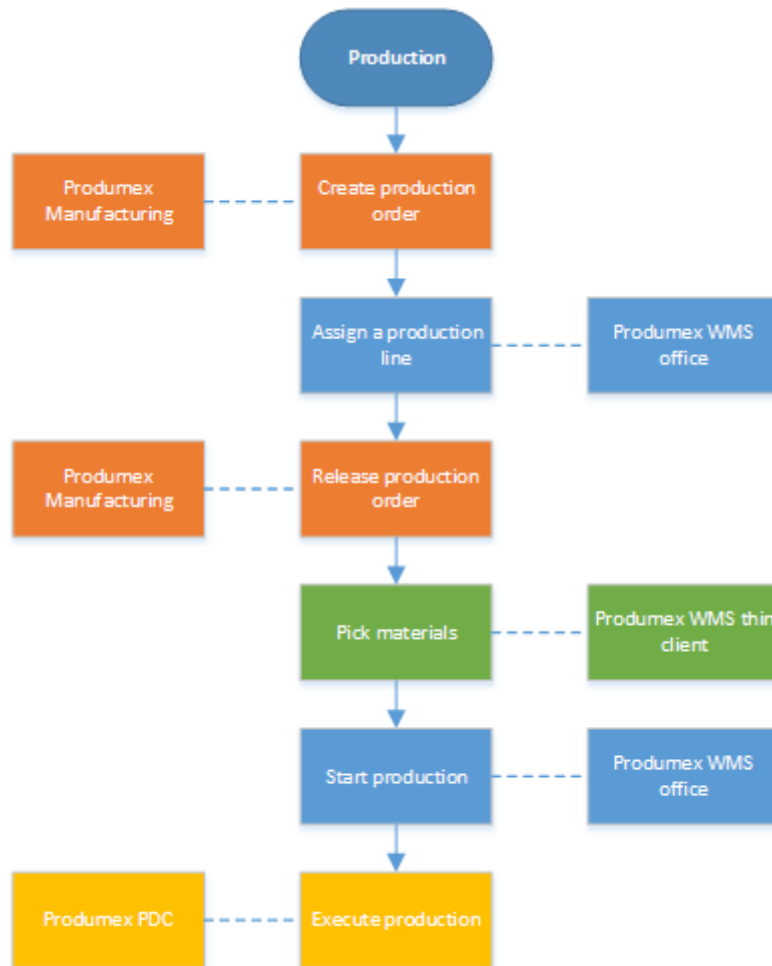 Production
Produmex
Manufacturing
Create production
order
Assign a production
line
Produmex WMS
office
Produmex
Manufacturing
Release production
order
Pick materials
Produmex WMS thin
client
Start production
Produmex WMS
office
Produmex PDC
Execute production